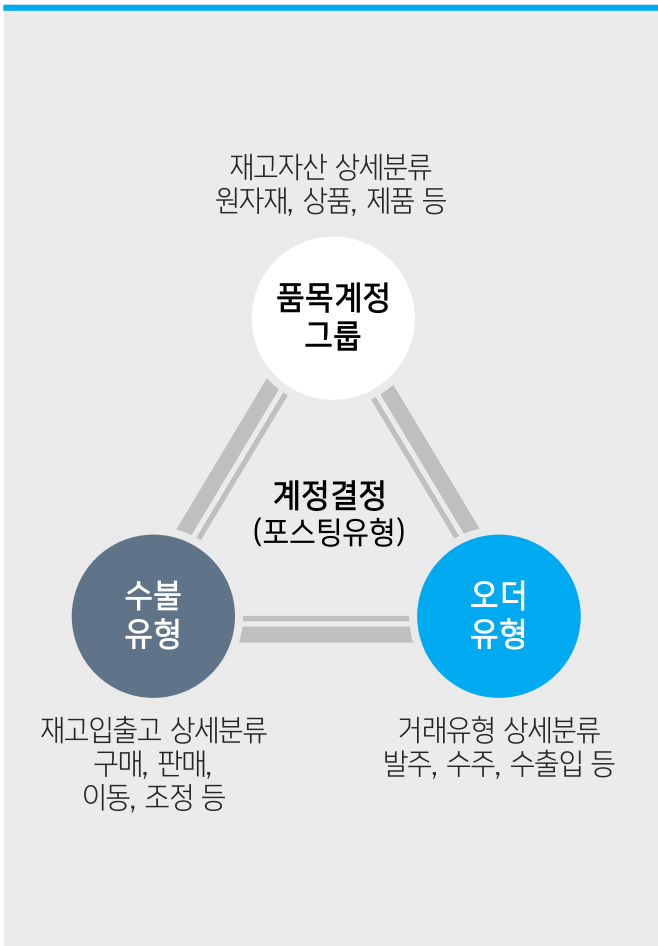 재고자산 상세분류
원자재, 상품, 제품 등
품목계정
그룹
계정결정
(포스팅유형)
수불
유형
오더
유형
재고입출고 상세분류
구매, 판매,
이동, 조정 등
거래유형 상세분류
발주, 수주, 수출입 등